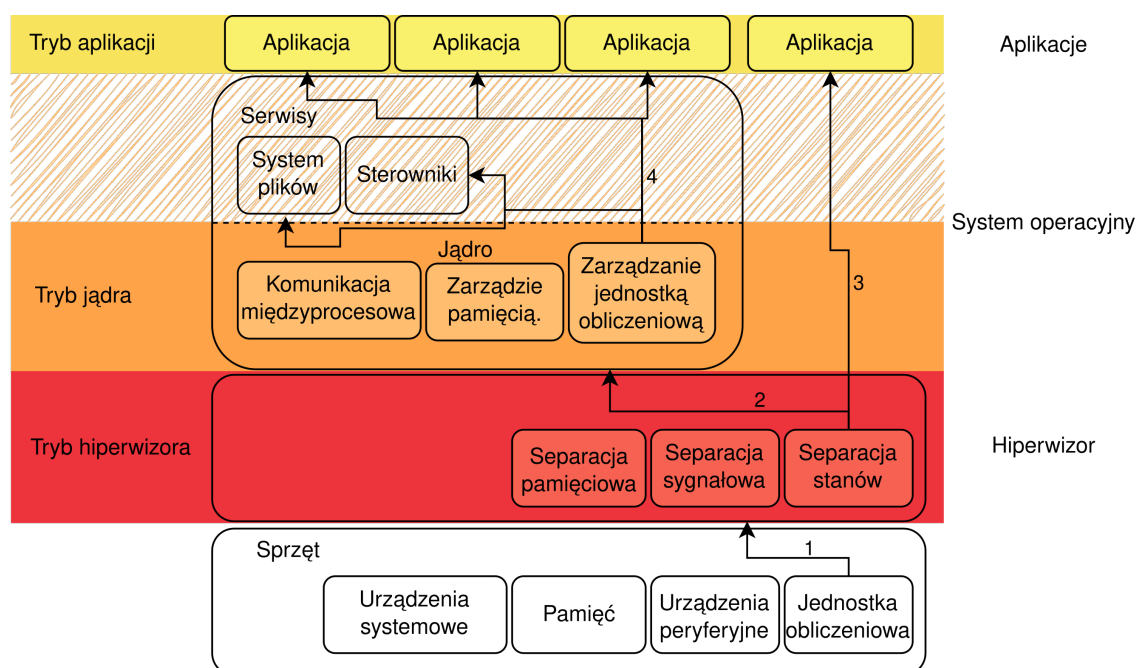 Tryb aplikacji
Aplikacja
Aplikacja
Aplikacja
Aplikacja
Aplikacje
Serwisy
System
plików
Sterowniki
4
System operacyjny
Jądro
Tryb jądra
Komunikacja
międzyprocesowa
Zarządzie
pamięcią.
Zarządzanie
jednostką
obliczeniową
3
2
Tryb hiperwizora
Separacja
pamięciowa
Separacja
sygnałowa
Separacja
stanów
Hiperwizor
Sprzęt
1
Urządzenia
systemowe
Pamięć
Urządzenia
peryferyjne
Jednostka
obliczeniowa